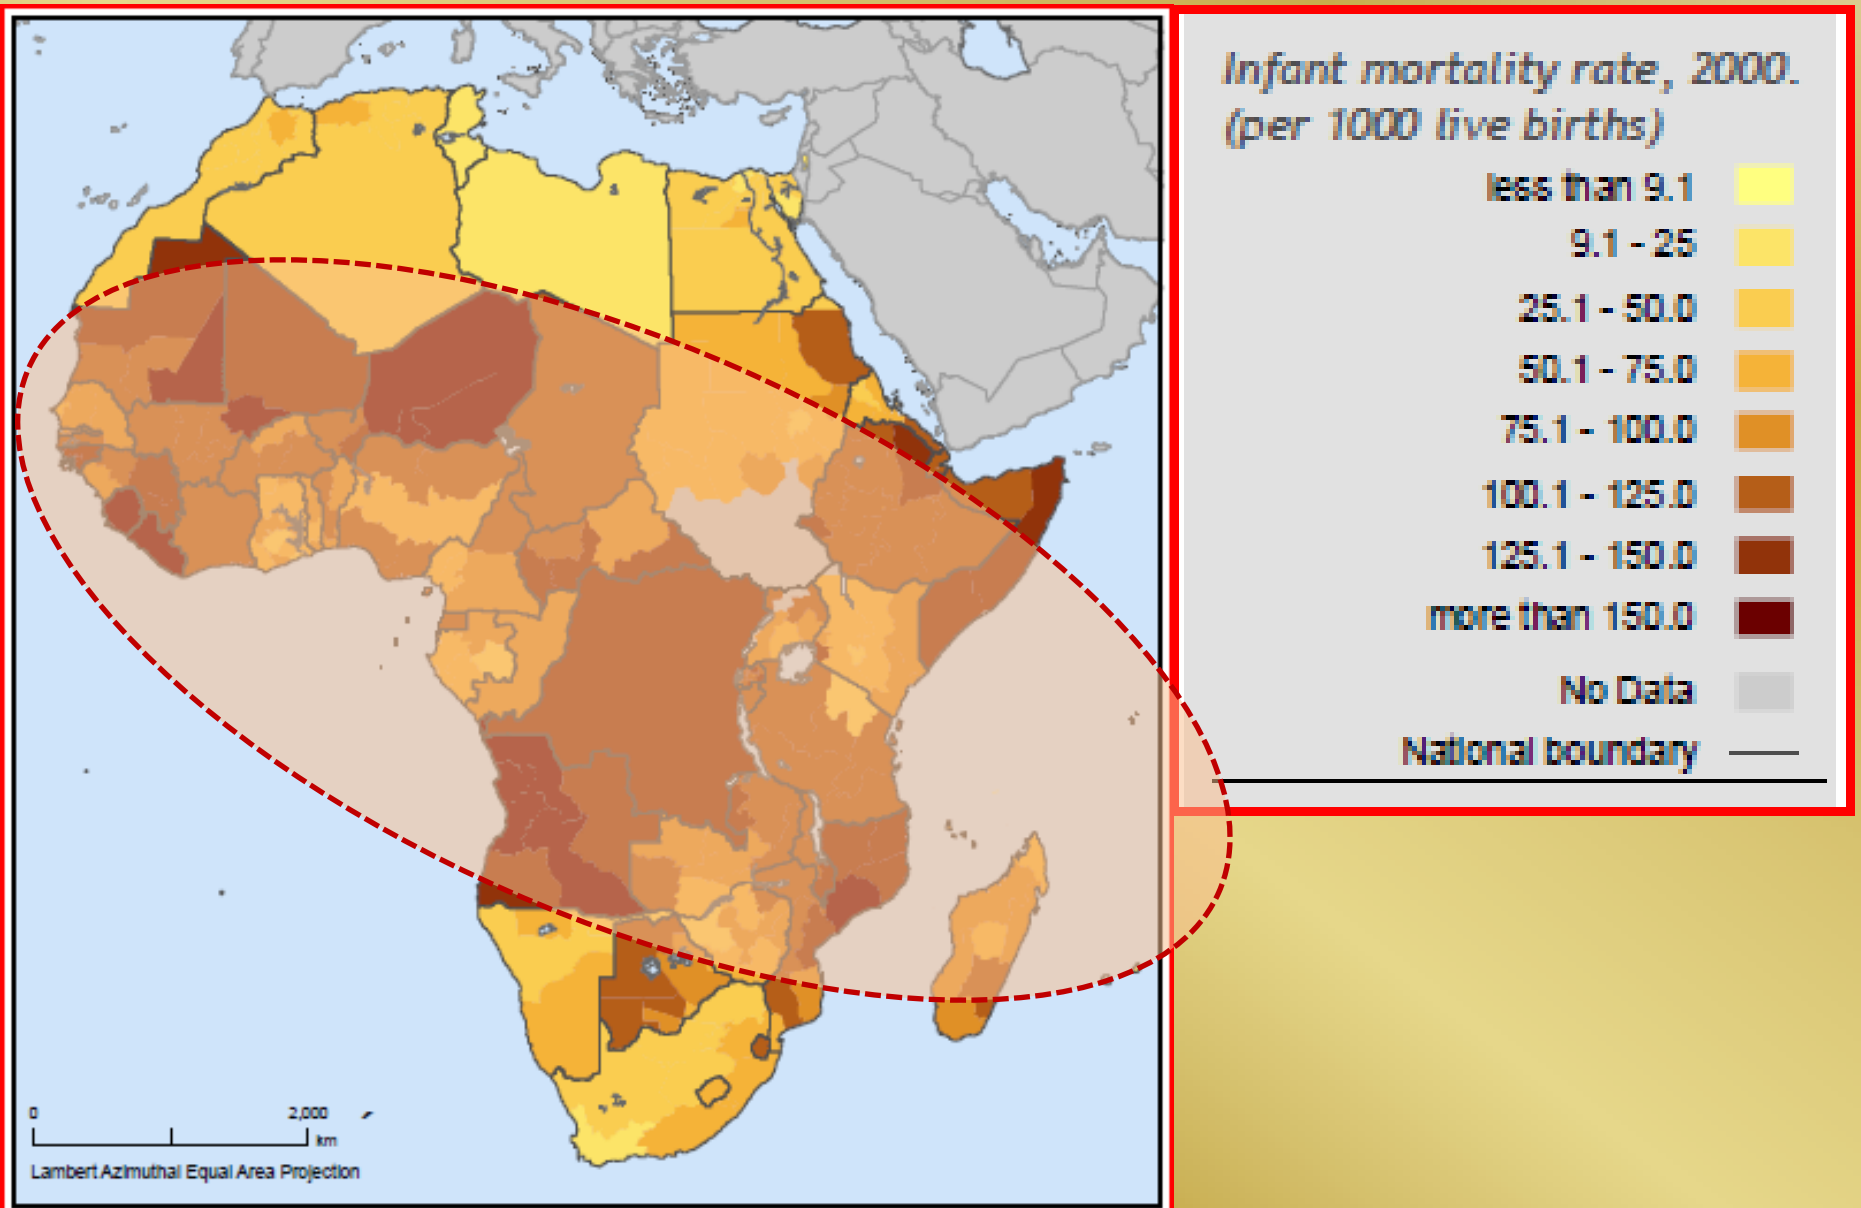 Infant mortality rate, 2000.
(per 1000 live births)
less than 9.1
9.1 - 25
25.1 - 50.0
50.1 - 75.0
75.1 - 100.0
100.1 - 125.0
125.1 - 150.0
more than 150.0
No Data
National boundary
0 2,000
km
Lambert Azimuthal Equal Area Projection